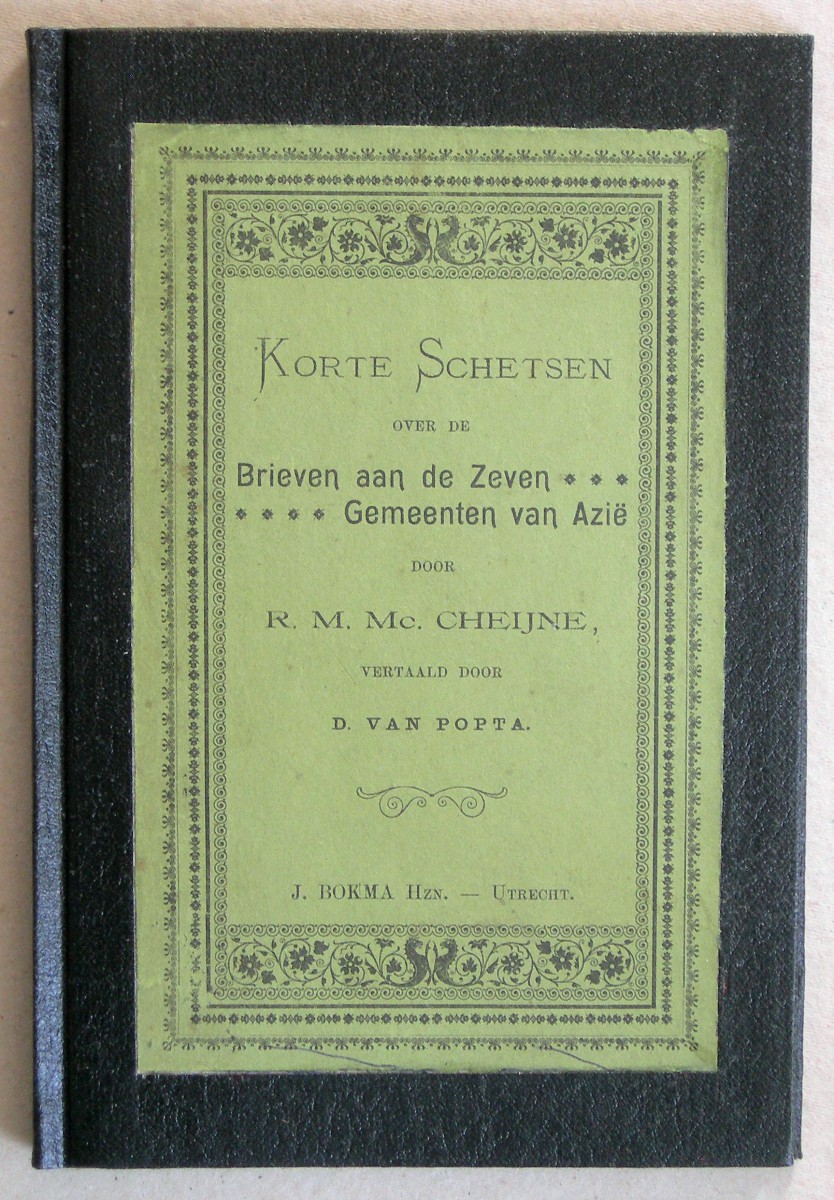 KORTE SCHETSEN
OVER DE
Brieven aan de Zeven
Gemeenten van Azië
DOOR
R. M. Mc. CHEIJNE,
VERTAALD DOOR
D. VAN POPTA.
J. BOKMA HZN. — UTRECHT.